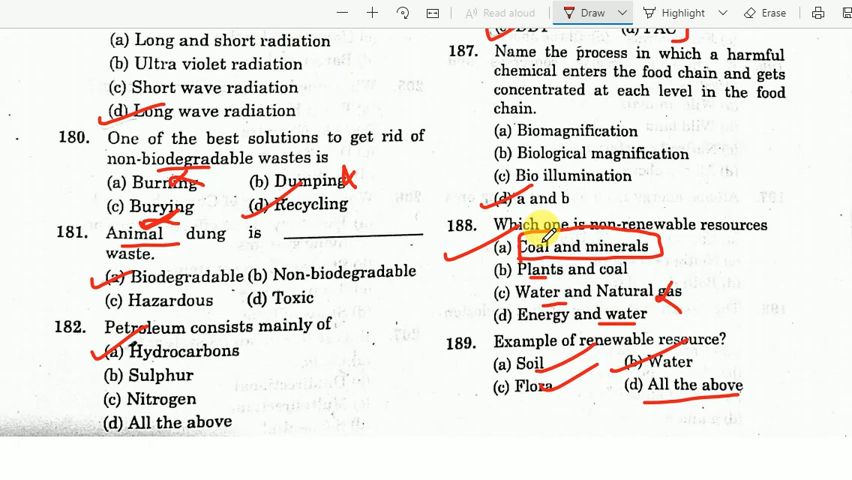 Read aloud
Draw
Highlight
Erase
(a) Long and short radiation
(b) Ultra violet radiation
(c) Short wave radiation
(d) Long wave radiation
180. One of the best solutions to get rid of
non-biodegradable wastes is
(a) Burning (b) Dumping
(c) Burying (d) Recycling
181. Animal dung is ____________
waste.
(a) Biodegradable (b) Non-biodegradable
(c) Hazardous (d) Toxic
182. Petroleum consists mainly of
(a) Hydrocarbons
(b) Sulphur
(c) Nitrogen
(d) All the above
187. Name the process in which a harmful
chemical enters the food chain and gets
concentrated at each level in the food
chain.
(a) Biomagnification
(b) Biological magnification
(c) Bio illumination
(d) a and b
188. Which one is non-renewable resources
(a) Coal and minerals
(b) Plants and coal
(c) Water and Natural gas
(d) Energy and water
189. Example of renewable resource?
(a) Soil (b) Water
(c) Flora (d) All the above